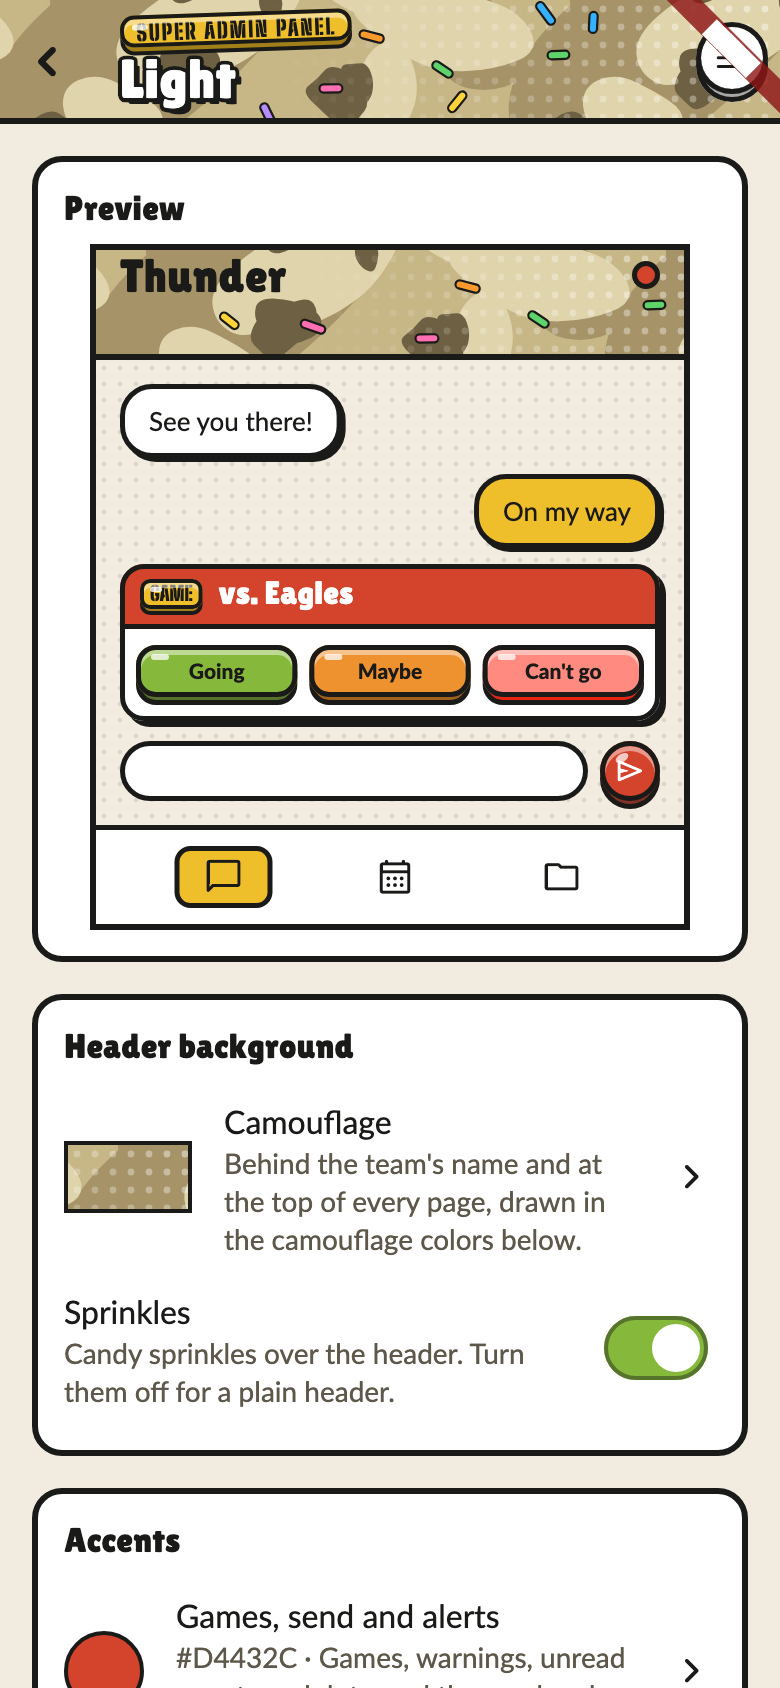 SUPER ADMIN PANEL
Light
Preview
Thunder
See you there!
On my way
GAME
vs. Eagles
Going
Maybe
Can't go
Header background
Camouflage
Behind the team's name and at
the top of every page, drawn in
the camouflage colors below.
Sprinkles
Candy sprinkles over the header. Turn
them off for a plain header.
Accents
Games, send and alerts
#D4432C · Games, warnings, unread